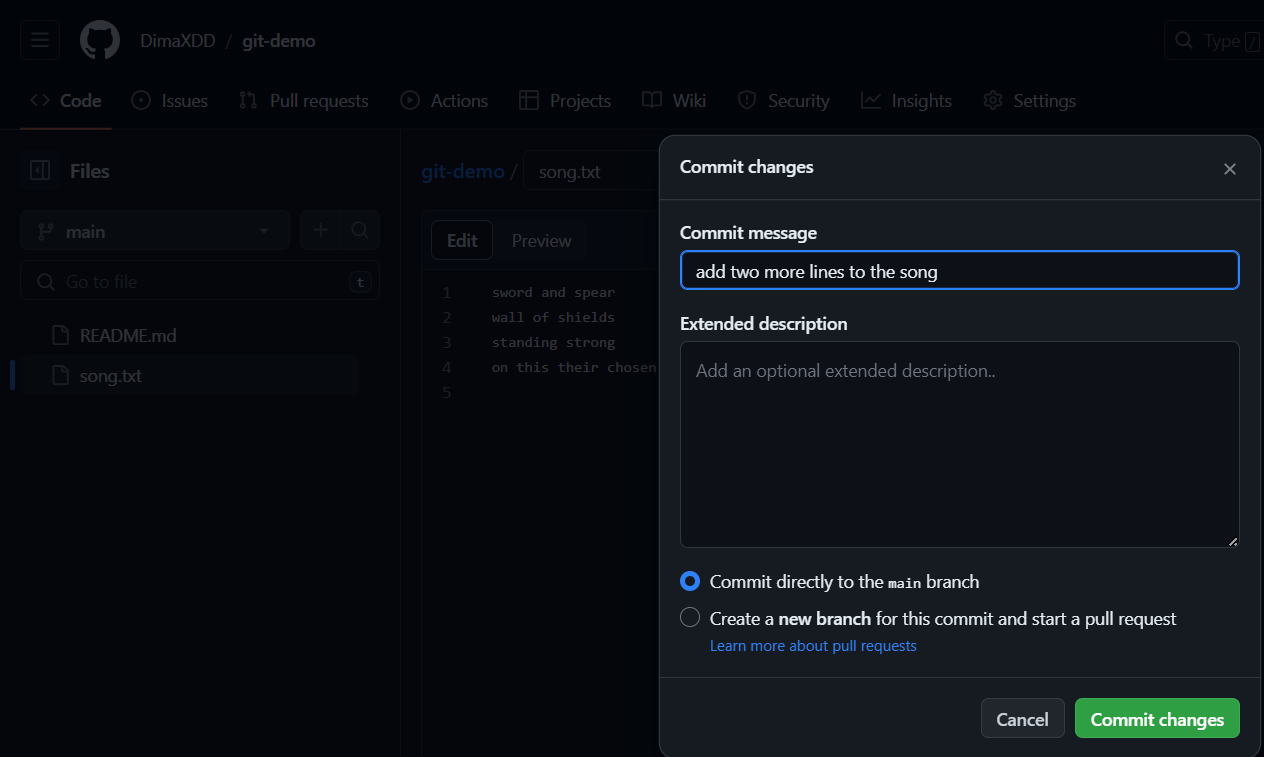 DimaXDD / git-demo
Type /
Code Issues Pull requests Actions Projects Wiki Security Insights Settings
Files
main
Go to file t
README.md
song.txt
git-demo / song.txt
Edit Preview
1 sword and spear
2 wall of shields
3 standing strong
4 on this their chosen
5
Commit changes
Commit message
add two more lines to the song
Extended description
Add an optional extended description..
Commit directly to the main branch
Create a new branch for this commit and start a pull request
Learn more about pull requests
Cancel Commit changes